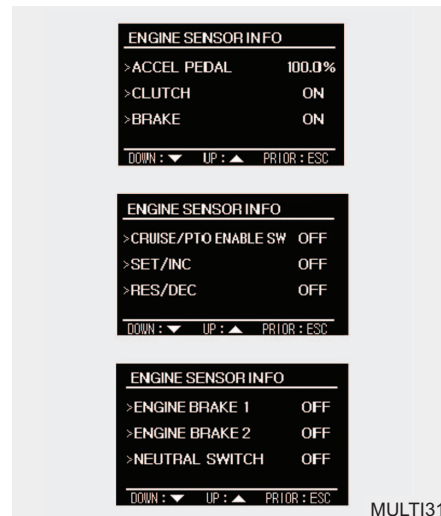 ENGINE SENSOR INFO
>ACCEL PEDAL 100.0%
>CLUTCH ON
>BRAKE ON
DOWN : ▼ UP : ▲ PRIOR : ESC
ENGINE SENSOR INFO
>CRUISE/PTO ENABLE SW OFF
>SET/INC OFF
>RES/DEC OFF
DOWN : ▼ UP : ▲ PRIOR : ESC
ENGINE SENSOR INFO
>ENGINE BRAKE 1 OFF
>ENGINE BRAKE 2 OFF
>NEUTRAL SWITCH OFF
DOWN : ▼ UP : ▲ PRIOR : ESC
MULTI31